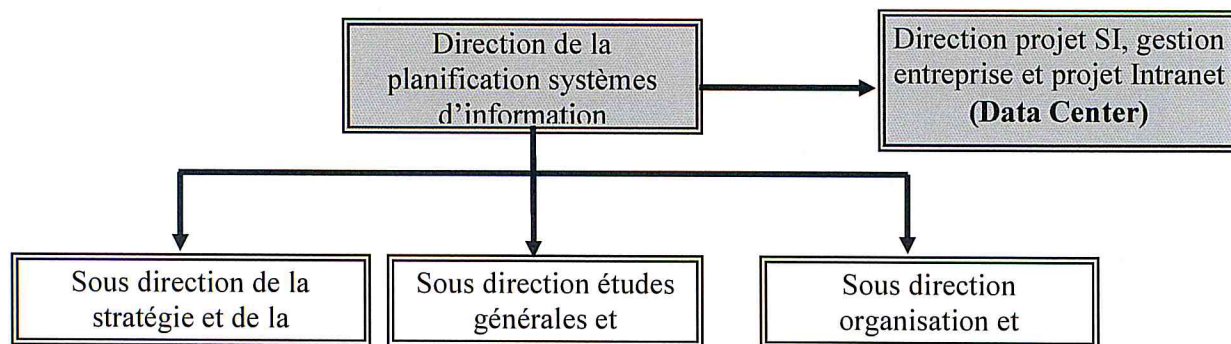 Direction de la
planification systèmes
d'information
Direction projet SI, gestion
entreprise et projet Intranet
(Data Center)
Sous direction de la
stratégie et de la
Sous direction études
générales et
Sous direction
organisation et